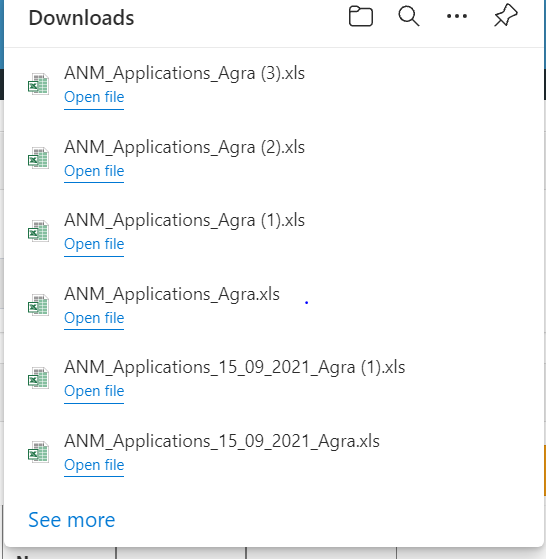 Downloads
ANM_Applications_Agra (3).xls
Open file
ANM_Applications_Agra (2).xls
Open file
ANM_Applications_Agra (1).xls
Open file
ANM_Applications_Agra.xls
Open file
ANM_Applications_15_09_2021_Agra (1).xls
Open file
ANM_Applications_15_09_2021_Agra.xls
Open file
See more